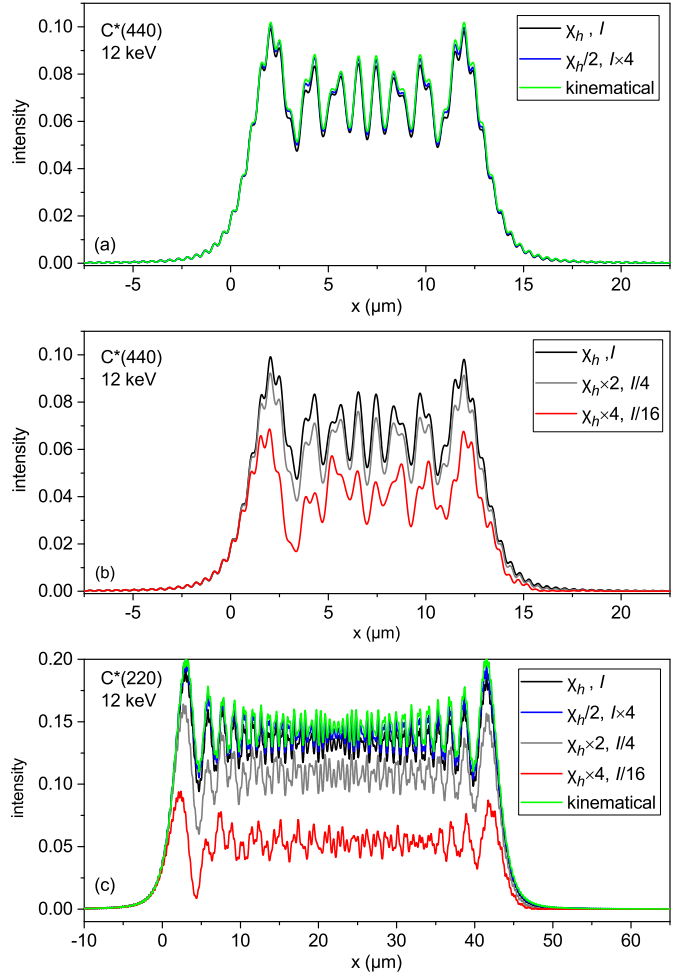 C*(440)
12 keV
χh , I
χh/2, I×4
kinematical
0.10
0.08
0.06
0.04
0.02
0.00
intensity
(a)
-5 0 5 10 15 20
x (µm)
C*(440)
12 keV
χh ,I
χh×2, I/4
χh×4, I/16
0.10
0.08
0.06
0.04
0.02
0.00
intensity
(b)
-5 0 5 10 15 20
x (µm)
C*(220)
12 keV
χh , I
χh/2, I×4
χh×2, I/4
χh×4, I/16
kinematical
0.20
0.15
0.10
0.05
0.00
intensity
(c)
-10 0 10 20 30 40 50 60
x (µm)